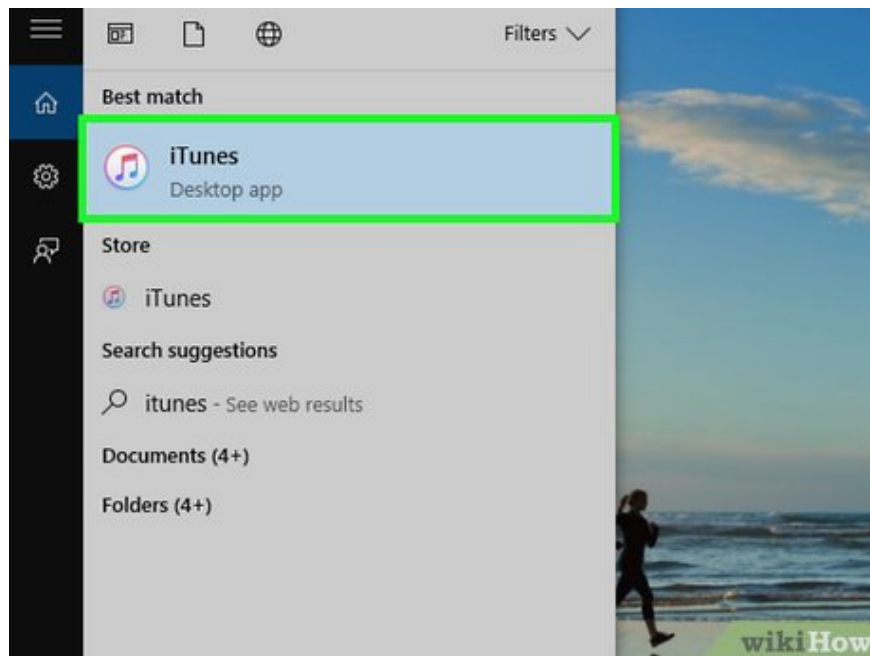 Filters
Best match
iTunes
Desktop app
Store
iTunes
Search suggestions
itunes - See web results
Documents (4+)
Folders (4+)
wikiHow